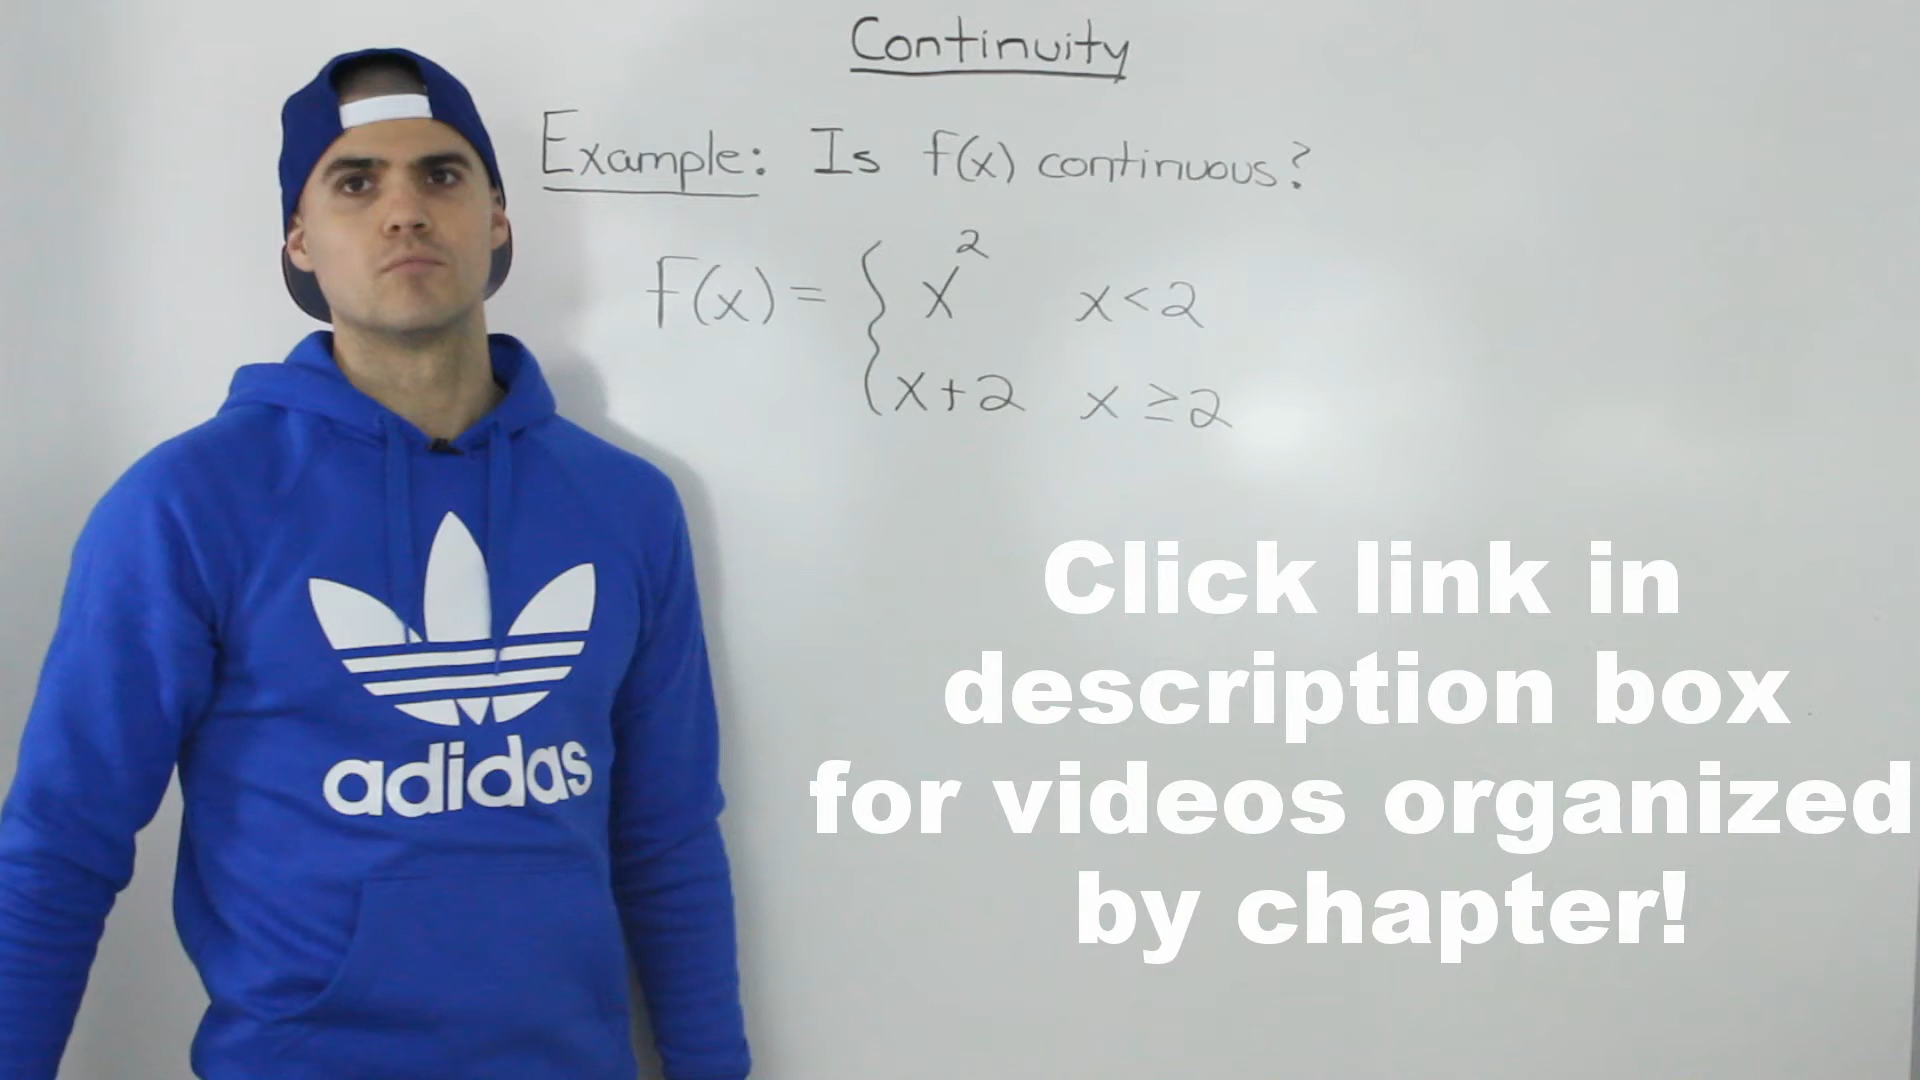 Continuity
Example: Is f(x) continuous?
f(x) = { x² x < 2
x + 2 x ≥ 2
adidas
Click link in
description box
for videos organized
by chapter!